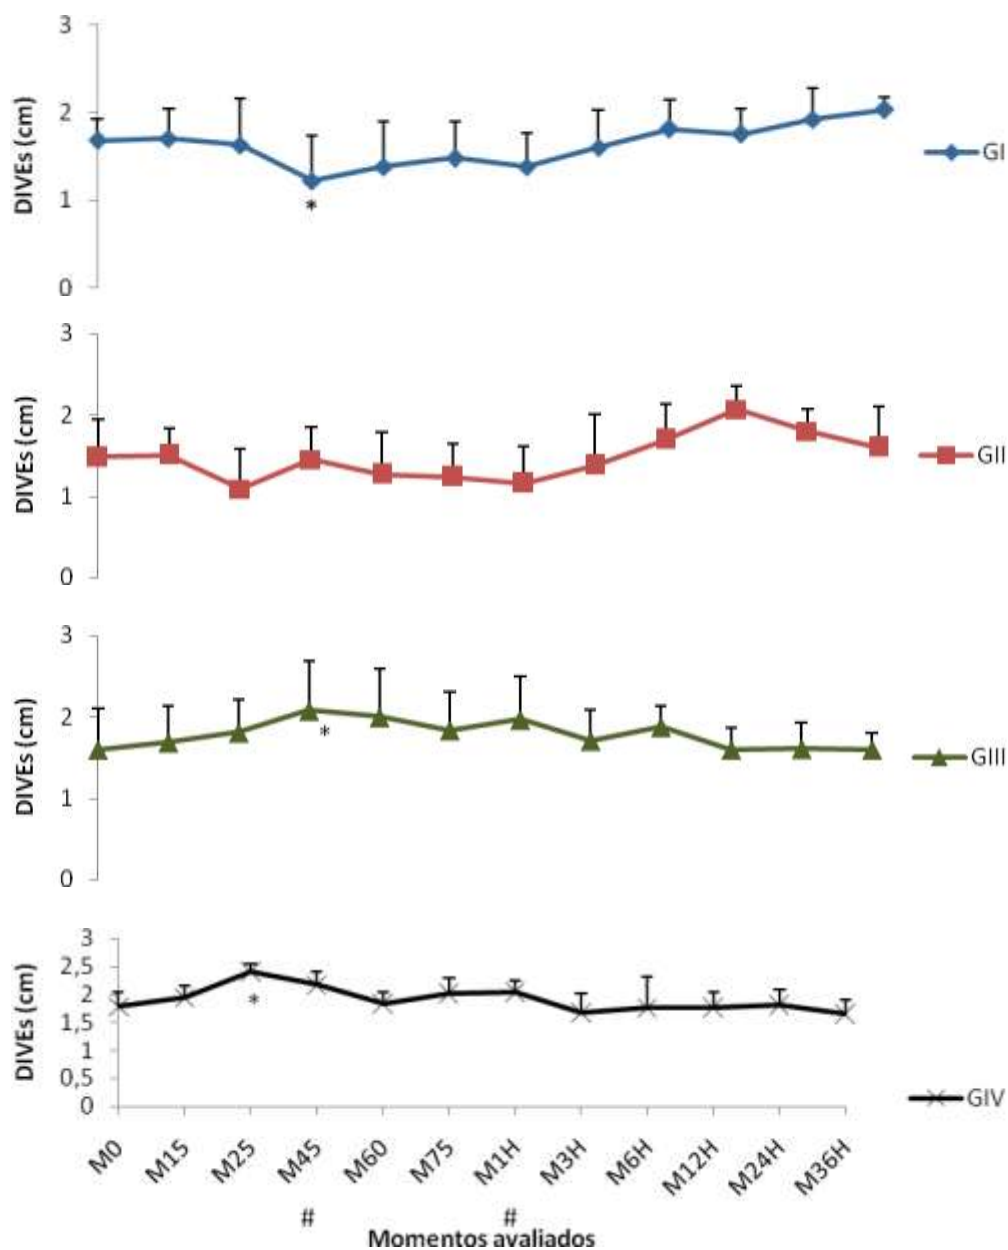 3
2
1
0
DIVEs (cm)
*
GI
3
2
1
0
DIVEs (cm)
GII
3
2
1
0
DIVEs (cm)
*
GIII
3
2,5
2
1,5
1
0,5
0
DIVEs (cm)
*
GIV
M0 M15 M25 M45 M60 M75 M1H M3H M6H M12H M24H M36H
# #
Momentos avaliados